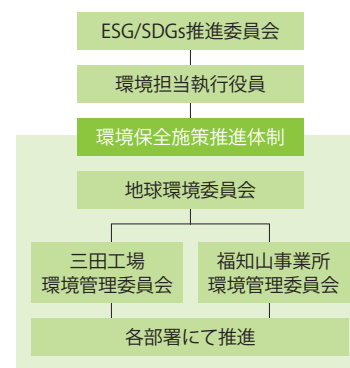 ESG/SDGs推進委員会
環境担当執行役員
環境保全施策推進体制
地球環境委員会
三田工場
環境管理委員会
福知山事業所
環境管理委員会
各部署にて推進